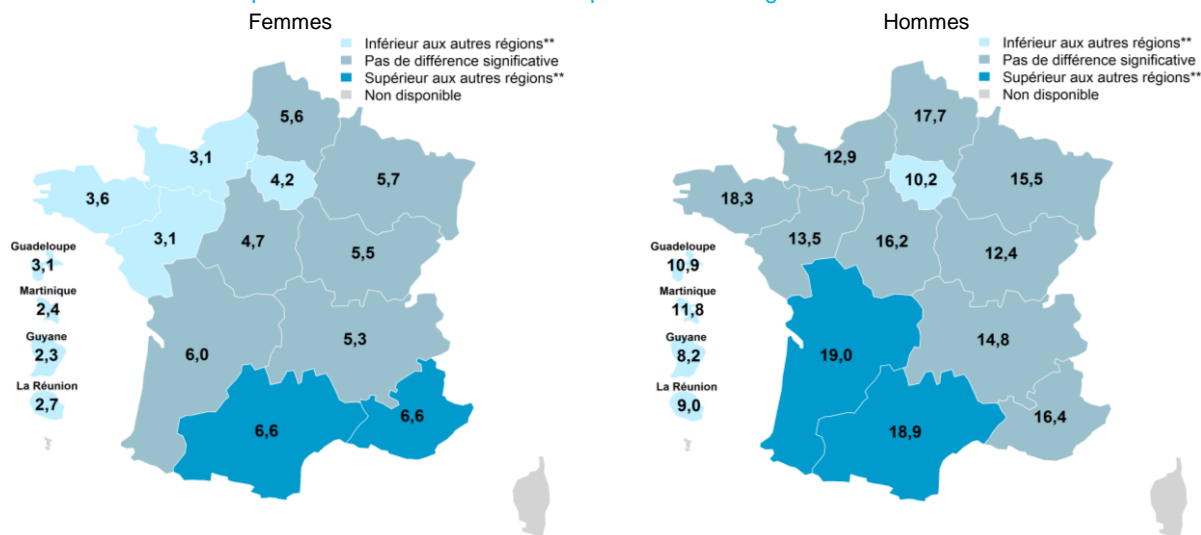 Femmes
Inférieur aux autres régions**
Pas de différence significative
Supérieur aux autres régions**
Non disponible
5,6
3,1
4,2
5,7
3,6
3,1
4,7
5,5
Guadeloupe
3,1
Martinique
2,4
Guyane
2,3
La Réunion
2,7
6,0
5,3
6,6
6,6
Hommes
Inférieur aux autres régions**
Pas de différence significative
Supérieur aux autres régions**
Non disponible
17,7
12,9
10,2
15,5
18,3
13,5
16,2
12,4
Guadeloupe
10,9
Martinique
11,8
Guyane
8,2
La Réunion
9,0
19,0
14,8
18,9
16,4